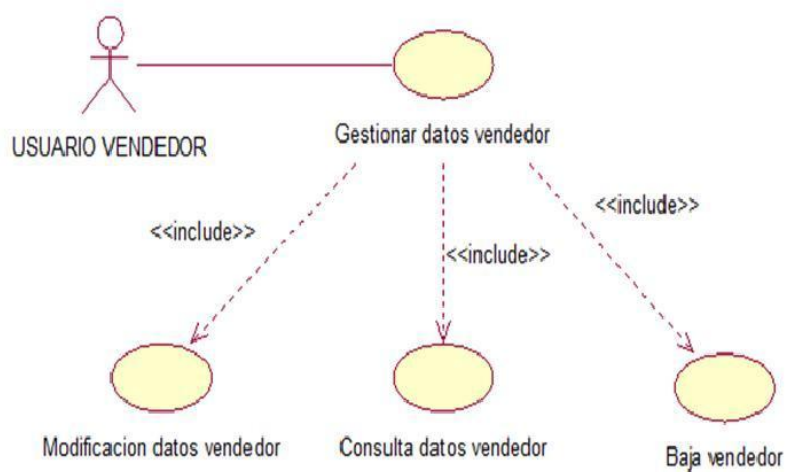 USUARIO VENDEDOR
Gestionar datos vendedor
<<include>>
<<include>>
<<include>>
Modificacion datos vendedor
Consulta datos vendedor
Baja vendedor